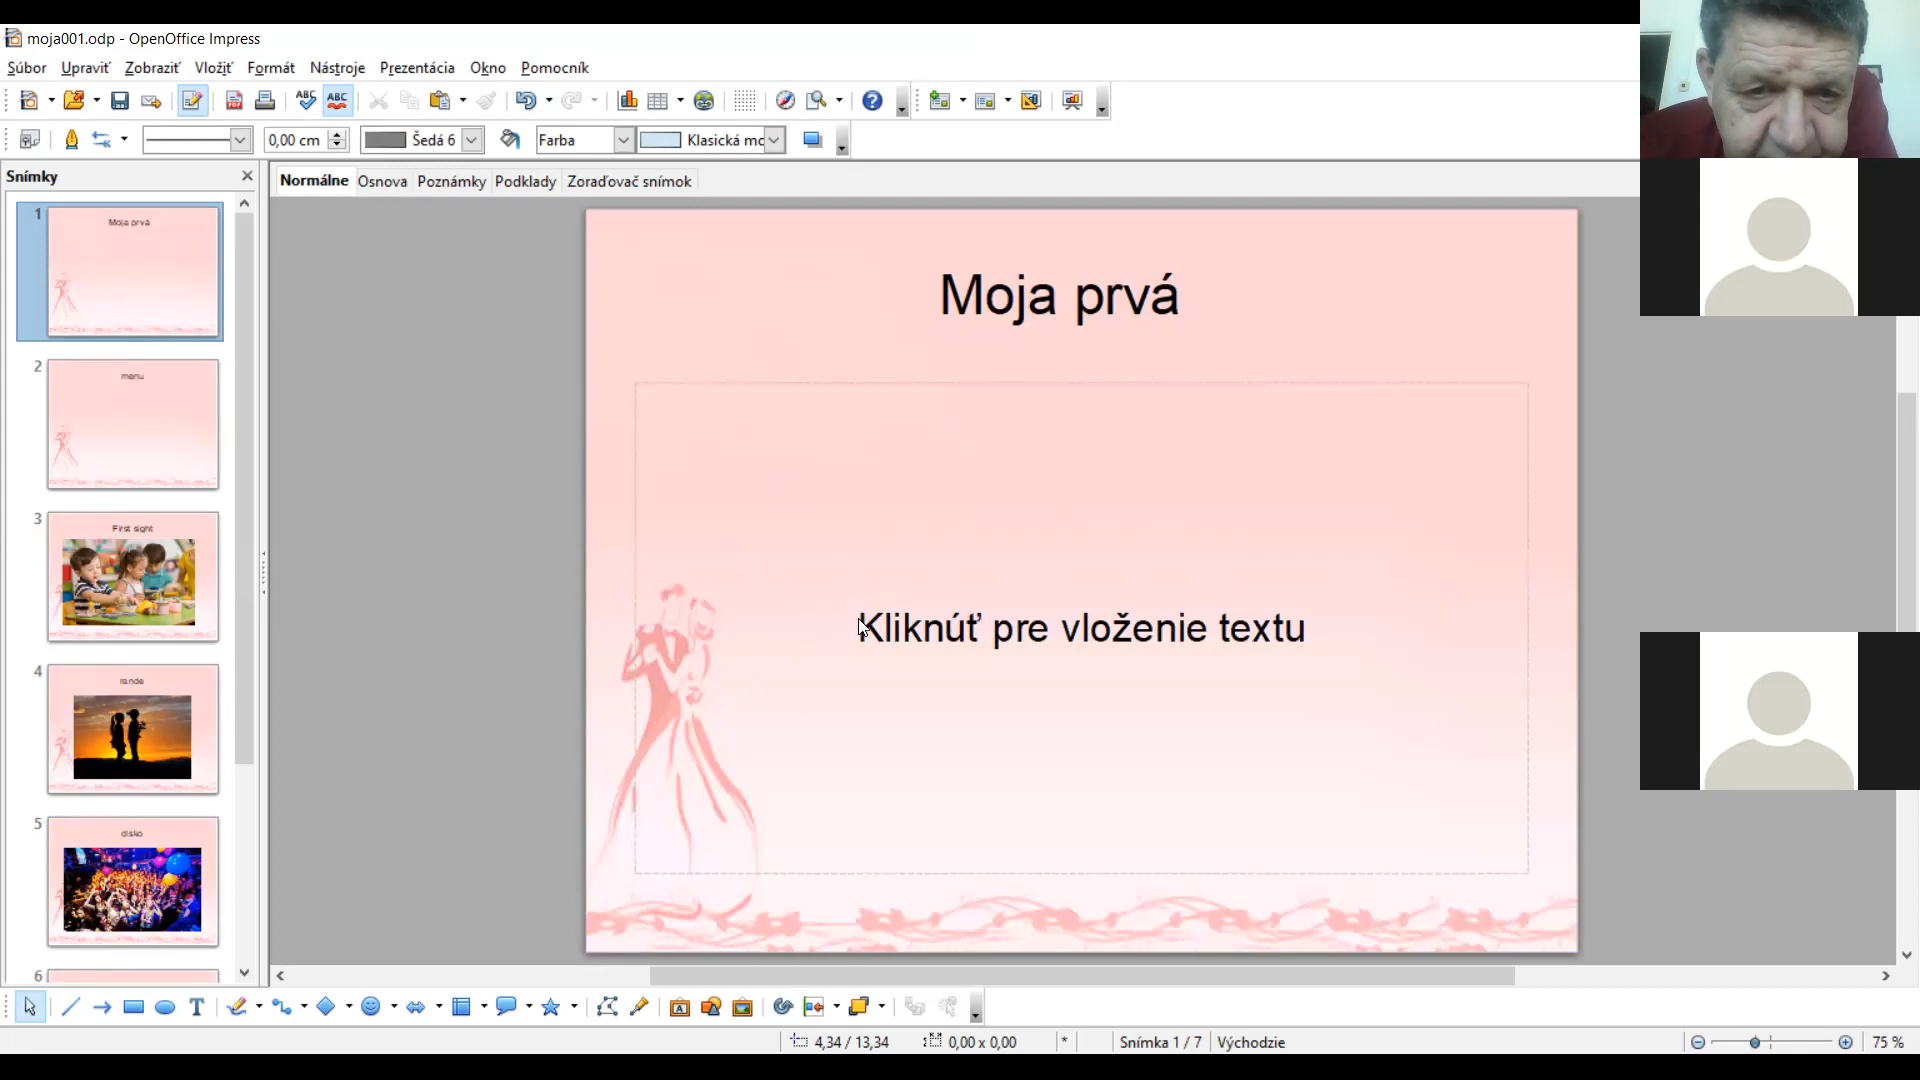 moja001.odp - OpenOffice Impress
Súbor Upraviť Zobraziť Vložiť Formát Nástroje Prezentácia Okno Pomocník
0,00 cm Šedá 6 Farba Klasická mo
Snímky
Normálne Osnova Poznámky Podklady Zoraďovač snímok
1
Moja prvá
2
menu
3
First sight
4
rande
5
disko
6
Moja prvá
Kliknúť pre vloženie textu
4,34 / 13,34 0,00 x 0,00 * Snímka 1 / 7 Východzie 75 %